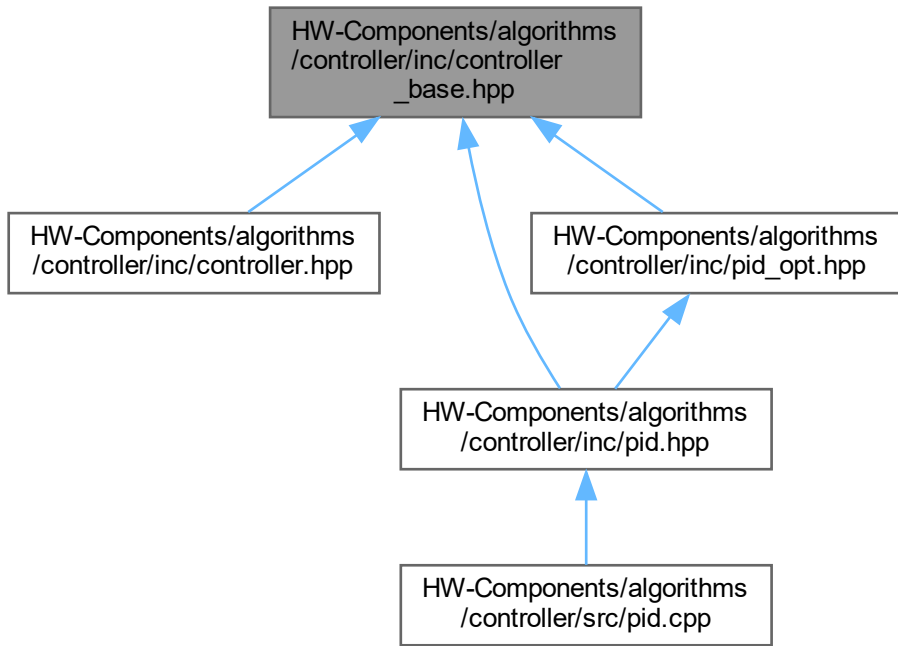 HW-Components/algorithms
/controller/inc/controller
_base.hpp
HW-Components/algorithms
/controller/inc/controller.hpp
HW-Components/algorithms
/controller/inc/pid_opt.hpp
HW-Components/algorithms
/controller/inc/pid.hpp
HW-Components/algorithms
/controller/src/pid.cpp